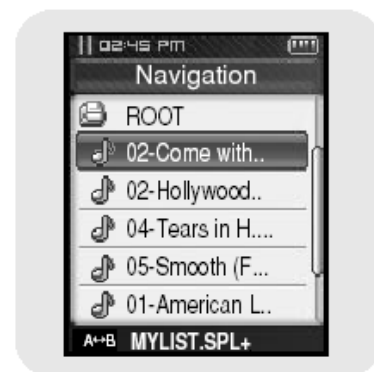 02:45 PM
Navigation
ROOT
02-Come with..
02-Hollywood..
04-Tears in H....
05-Smooth (F...
01-American L..
A↔B MYLIST.SPL+